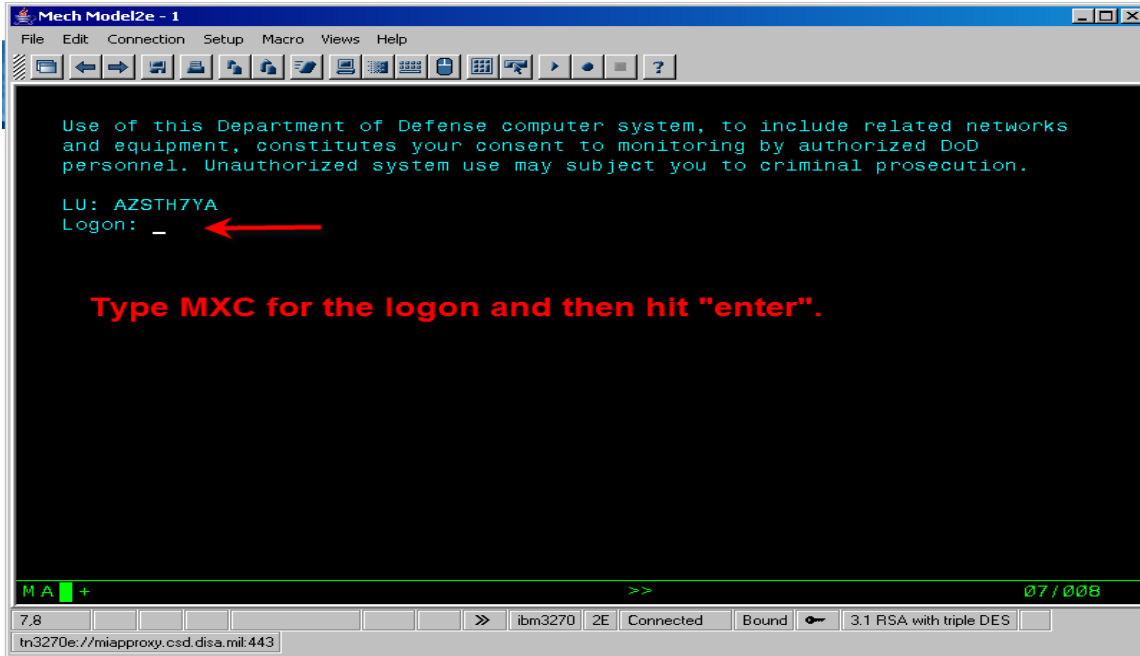 Mech Model2e - 1
File Edit Connection Setup Macro Views Help
Use of this Department of Defense computer system, to include related networks
and equipment, constitutes your consent to monitoring by authorized DoD
personnel. Unauthorized system use may subject you to criminal prosecution.
LU: AZSTH7YA
Logon: _
Type MXC for the logon and then hit "enter".
MA + >> 07/008
7,8 ibm3270 2E Connected Bound 3.1 RSA with triple DES
tn3270e://miapproxy.csd.disa.mil:443